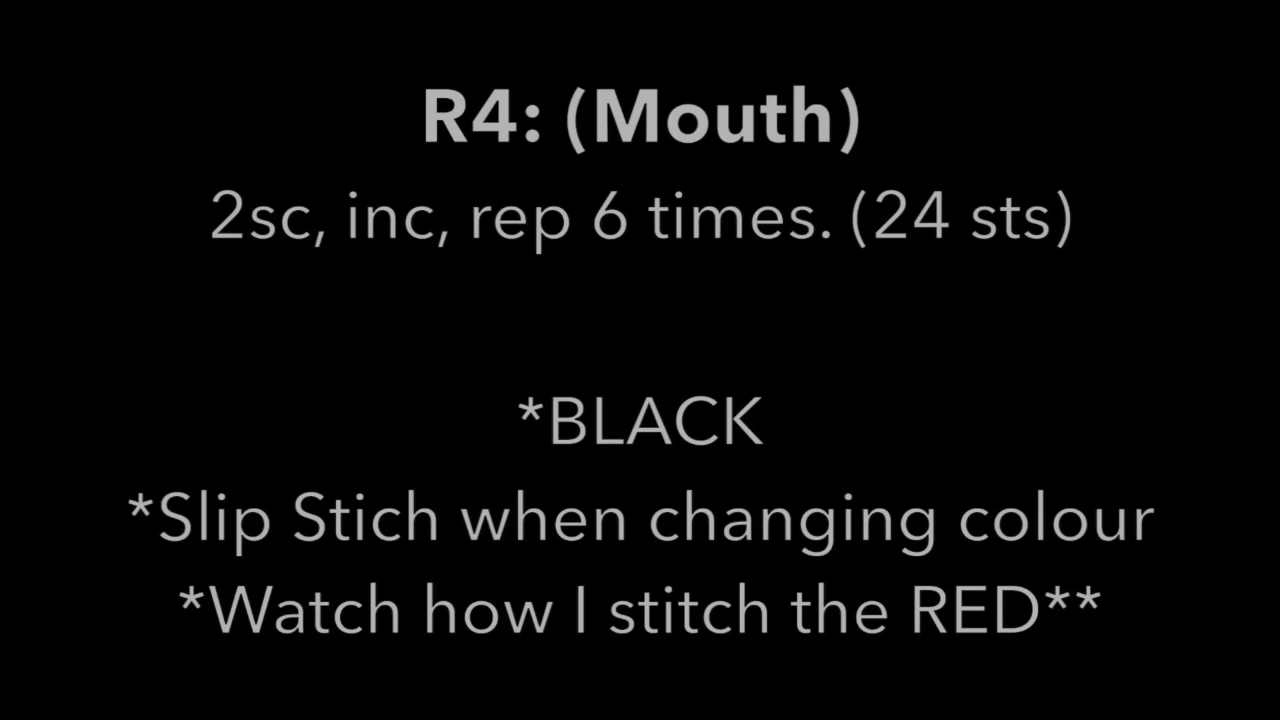 R4: (Mouth)
2sc, inc, rep 6 times. (24 sts)
*BLACK
*Slip Stich when changing colour
*Watch how I stitch the RED**